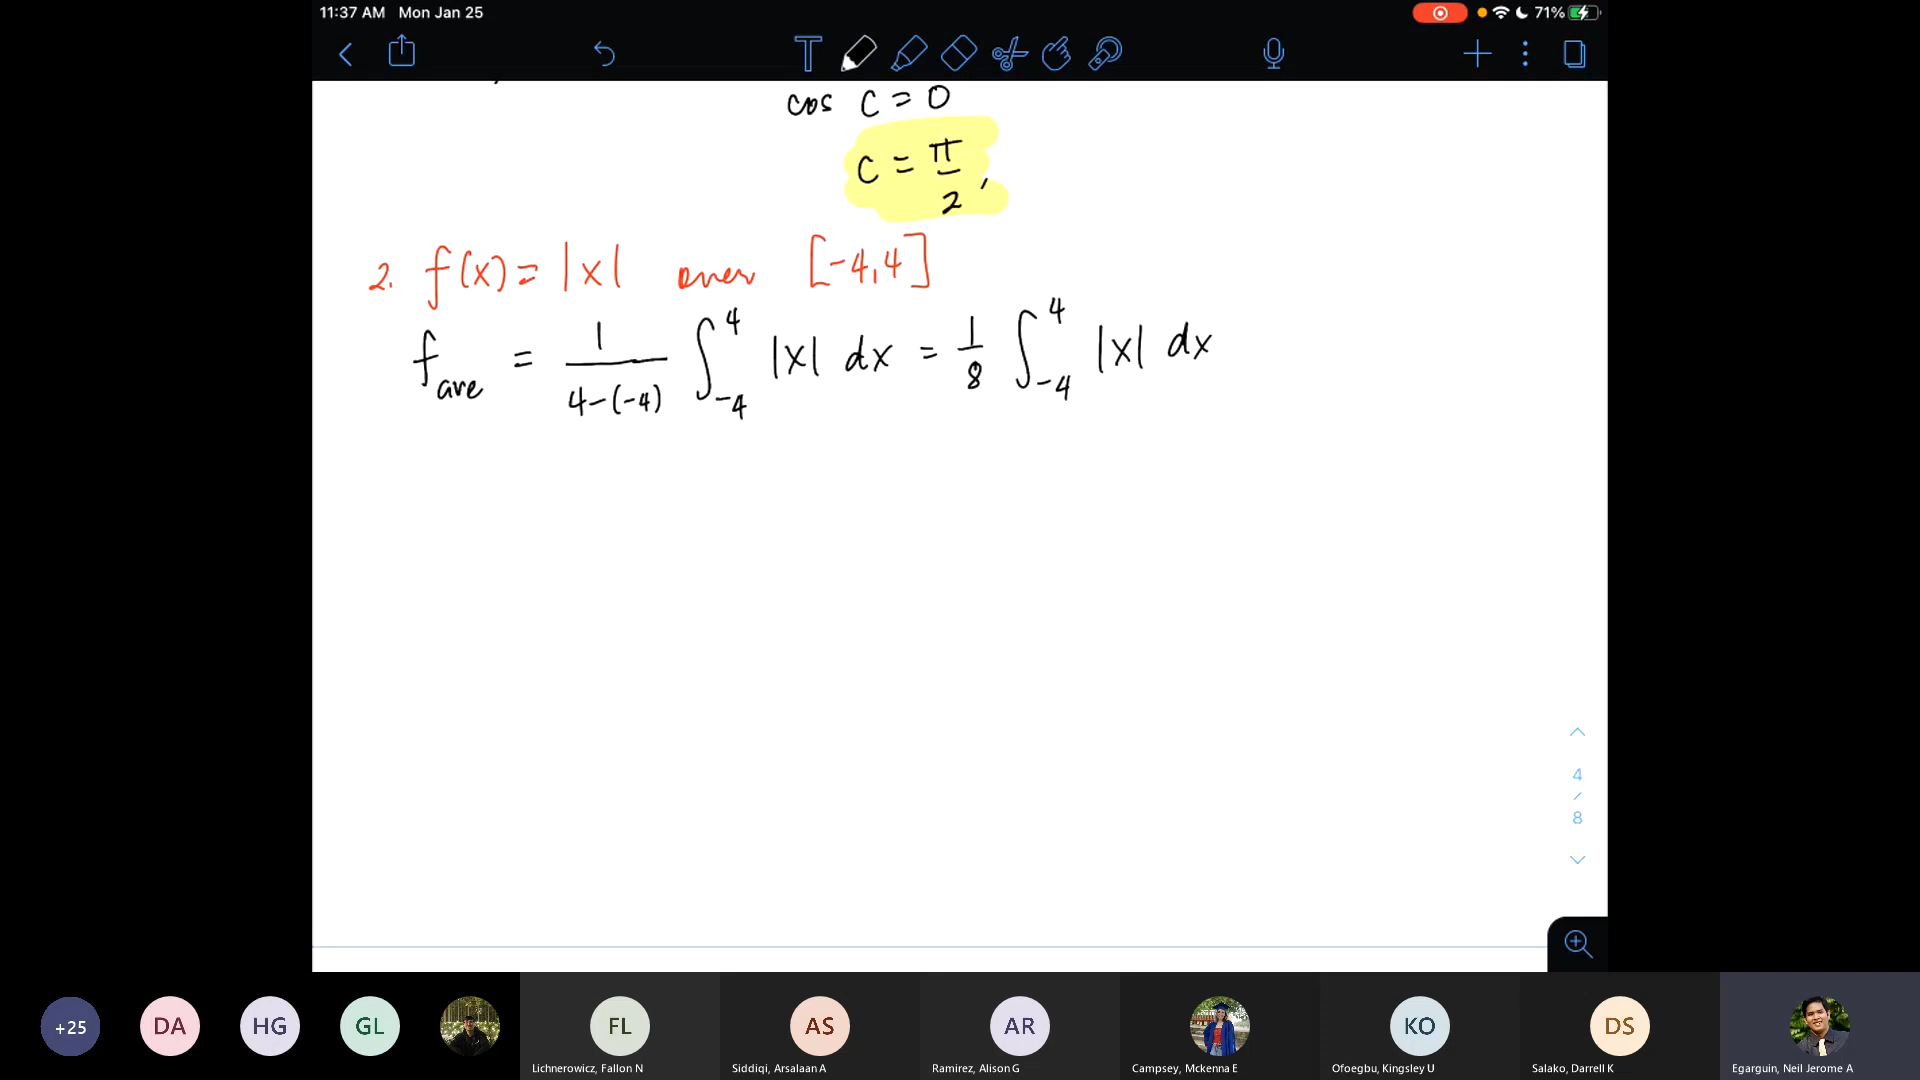 11:37 AM Mon Jan 25
71%
cos c = 0
c = π/2,
2. f(x) = |x| over [-4,4]
f_ave = 1/(4-(-4)) ∫_{-4}^{4} |x| dx = 1/8 ∫_{-4}^{4} |x| dx
4
/
8
+25
DA
HG
GL
FL
AS
AR
KO
DS
Lichnerowicz, Fallon N
Siddiqi, Arsalaan A
Ramirez, Alison G
Campsey, Mckenna E
Ofoegbu, Kingsley U
Salako, Darrell K
Egarguin, Neil Jerome A